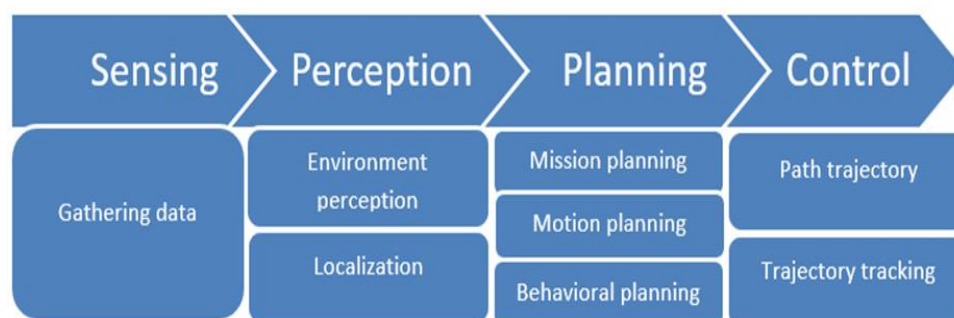 Sensing
Perception
Planning
Control
Gathering data
Environment
perception
Localization
Mission planning
Motion planning
Behavioral planning
Path trajectory
Trajectory tracking